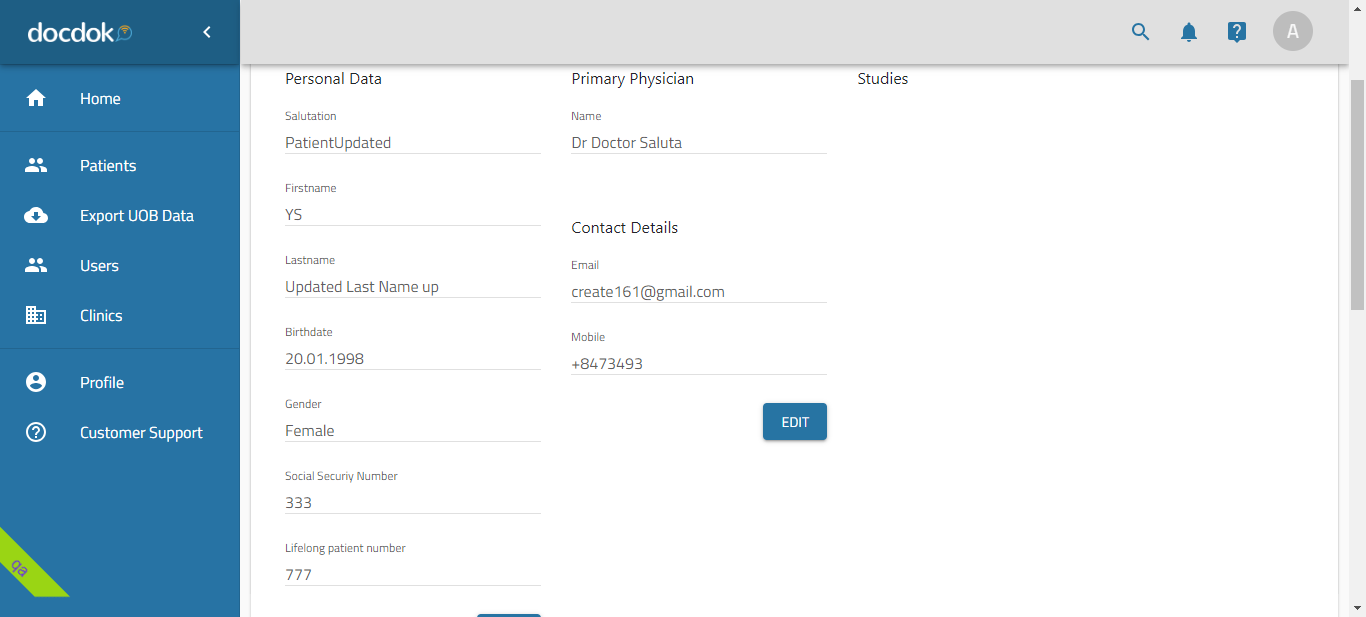 docdok
A
Home
Patients
Export UOB Data
Users
Clinics
Profile
Customer Support
qa
Personal Data
Salutation
PatientUpdated
Firstname
YS
Lastname
Updated Last Name up
Birthdate
20.01.1998
Gender
Female
Social Securiy Number
333
Lifelong patient number
777
Primary Physician
Name
Dr Doctor Saluta
Contact Details
Email
create161@gmail.com
Mobile
+8473493
EDIT
Studies